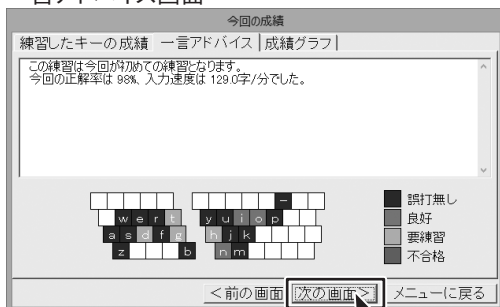 一言アドバイス画面
今回の成績
練習したキーの成績 一言アドバイス 成績グラフ
この練習は今回が初めての練習となります。
今回の正解率は 98%、入力速度は 129.0字/分でした。
-
w e r t y u i o p
a s d f g h j k
z b n m
誤打無し
良好
要練習
不合格
<前の画面 次の画面> メニューに戻る